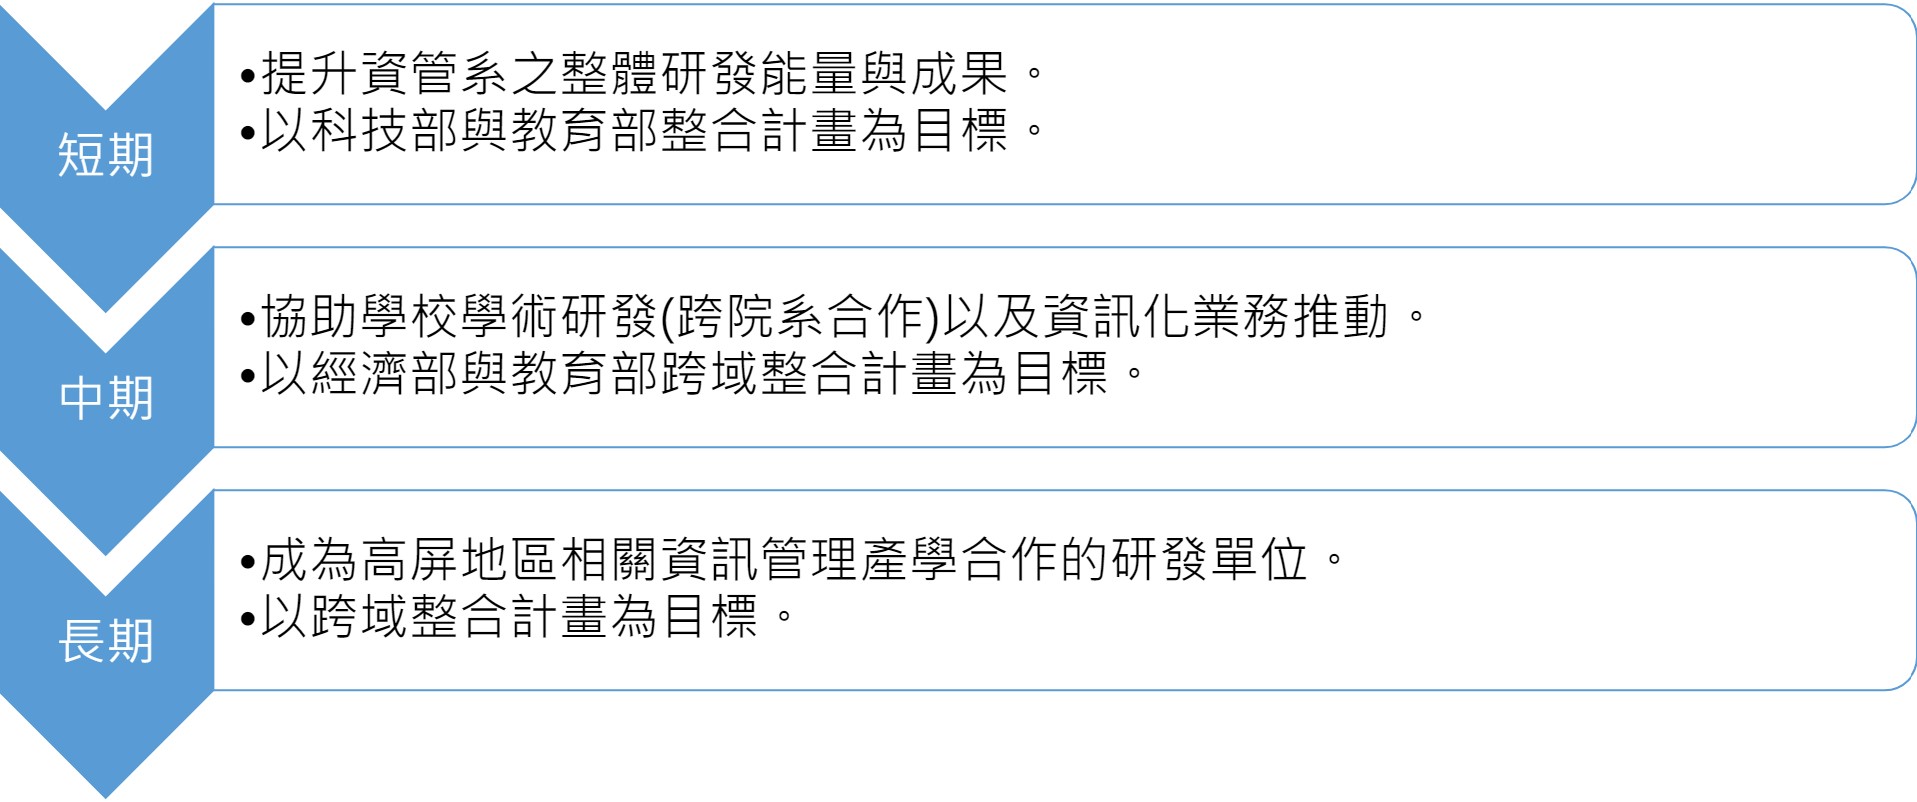 短期
•提升資管系之整體研發能量與成果。
•以科技部與教育部整合計畫為目標。
中期
•協助學校學術研發(跨院系合作)以及資訊化業務推動。
•以經濟部與教育部跨域整合計畫為目標。
長期
•成為高屏地區相關資訊管理產學合作的研發單位。
•以跨域整合計畫為目標。